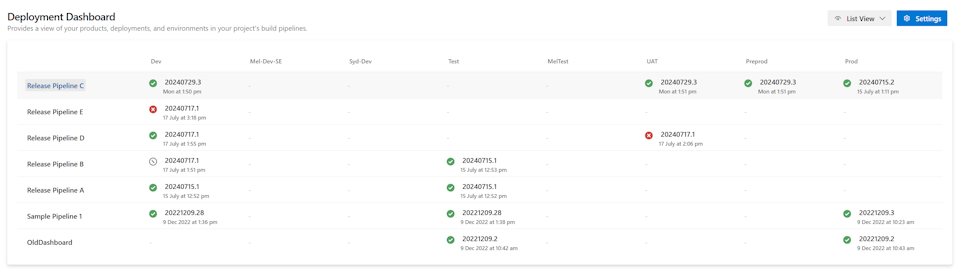 Deployment Dashboard
Provides a view of your products, deployments, and environments in your project's build pipelines.
List View
Settings
Dev Mel-Dev-SE Syd-Dev Test MelTest UAT Preprod Prod
Release Pipeline C 20240729.3 - - - - 20240729.3 20240729.3 20240715.2
Mon at 1:50 pm Mon at 1:51 pm Mon at 1:51 pm 15 July at 1:11 pm
Release Pipeline E 20240717.1 - - - - - - -
17 July at 3:18 pm
Release Pipeline D 20240717.1 - - - - 20240717.1 - -
17 July at 1:55 pm 17 July at 2:06 pm
Release Pipeline B 20240717.1 - - 20240715.1 - - - -
17 July at 1:51 pm 15 July at 12:53 pm
Release Pipeline A 20240715.1 - - 20240715.1 - - - -
15 July at 12:52 pm 15 July at 12:52 pm
Sample Pipeline 1 20221209.28 - - 20221209.28 - - - 20221209.3
9 Dec 2022 at 1:36 pm 9 Dec 2022 at 1:38 pm 9 Dec 2022 at 10:23 am
OldDashboard - - - 20221209.2 - - - 20221209.2
9 Dec 2022 at 10:42 am 9 Dec 2022 at 10:43 am